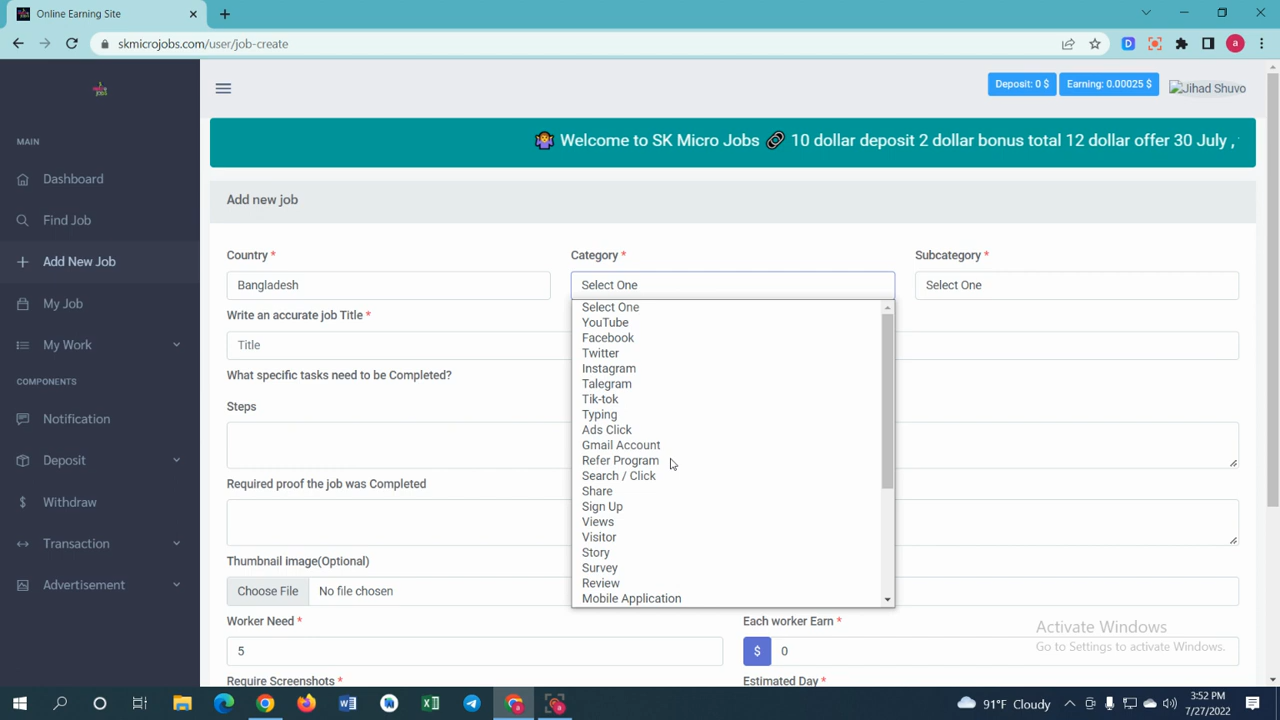 Online Earning Site
skmicrojobs.com/user/job-create
D
a
Deposit: 0 $
Earning: 0.00025 $
Jihad Shuvo
MAIN
Dashboard
Find Job
Add New Job
My Job
My Work
COMPONENTS
Notification
Deposit
Withdraw
Transaction
Advertisement
Welcome to SK Micro Jobs 10 dollar deposit 2 dollar bonus total 12 dollar offer 30 July ,
Add new job
Country *
Category *
Subcategory *
Bangladesh
Select One
Select One
Write an accurate job Title *
Title
What specific tasks need to be Completed?
Steps
Required proof the job was Completed
Thumbnail image(Optional)
Choose File
No file chosen
Select One
YouTube
Facebook
Twitter
Instagram
Talegram
Tik-tok
Typing
Ads Click
Gmail Account
Refer Program
Search / Click
Share
Sign Up
Views
Visitor
Story
Survey
Review
Mobile Application
Worker Need *
Each worker Earn *
5
$ 0
Require Screenshots *
Estimated Day *
Activate Windows
Go to Settings to activate Windows.
91°F Cloudy
3:52 PM
7/27/2022